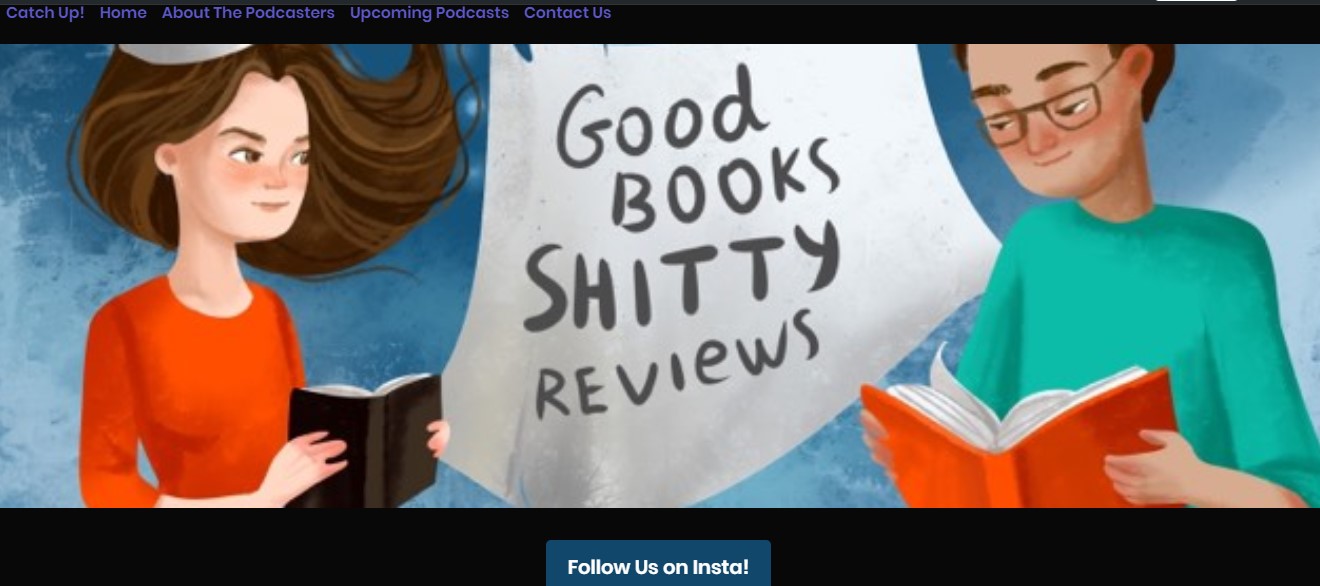 Catch Up! Home About The Podcasters Upcoming Podcasts Contact Us
Good
BOOKS
SHITTY
REVIEWS
Follow Us on Insta!